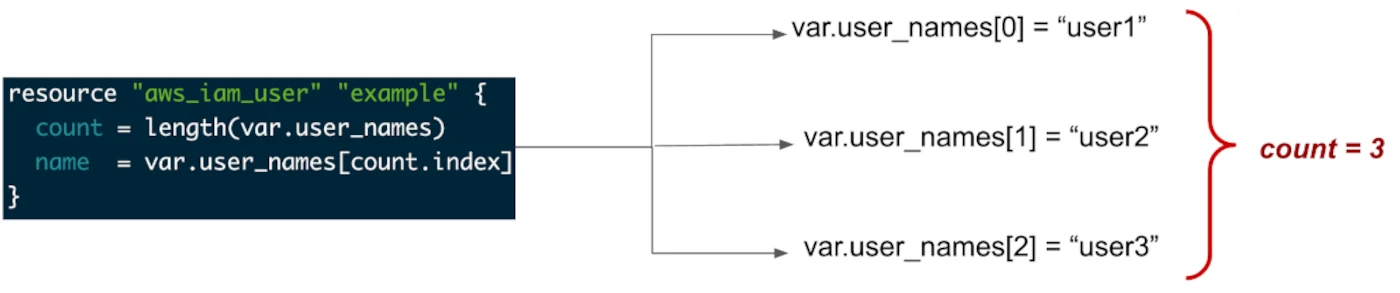 resource "aws_iam_user" "example" {
  count = length(var.user_names)
  name  = var.user_names[count.index]
}
var.user_names[0] = “user1”
var.user_names[1] = “user2”
var.user_names[2] = “user3”
count = 3